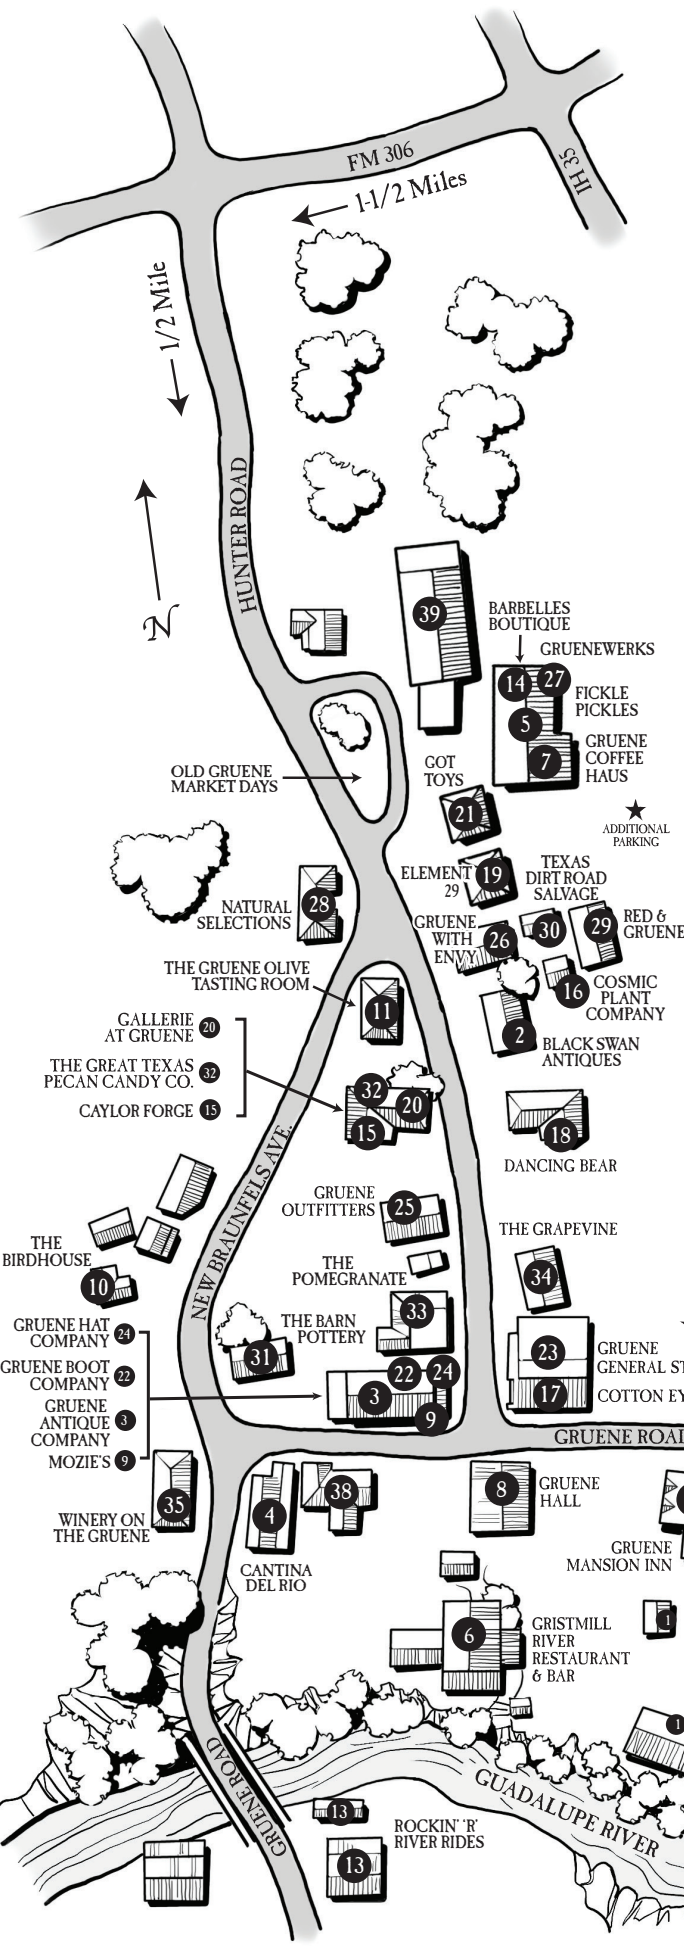 FM 306
IH 35
1-1/2 Miles
1/2 Mile
HUNTER ROAD
N
39
BARBELLES
BOUTIQUE
GRUENEWERKS
14
27
FICKLE
PICKLES
5
GRUENE
COFFEE
HAUS
7
OLD GRUENE
MARKET DAYS
GOT
TOYS
21
ADDITIONAL
PARKING
ELEMENT
29
19
TEXAS
DIRT ROAD
SALVAGE
NATURAL
SELECTIONS
28
GRUENE
WITH
ENVY
26
30
29
RED &
GRUENE
THE GRUENE OLIVE
TASTING ROOM
11
16
COSMIC
PLANT
COMPANY
2
BLACK SWAN
ANTIQUES
GALLERIE
AT GRUENE
20
THE GREAT TEXAS
PECAN CANDY CO.
32
CAYLOR FORGE
15
32
20
15
18
DANCING BEAR
NEW BRAUNFELS AVE.
GRUENE
OUTFITTERS
25
THE GRAPEVINE
THE
BIRDHOUSE
10
THE
POMEGRANATE
34
33
THE BARN
POTTERY
31
GRUENE HAT
COMPANY
24
GRUENE BOOT
COMPANY
22
GRUENE
ANTIQUE
COMPANY
3
MOZIE'S
9
22
24
3
9
23
GRUENE
GENERAL ST
17
COTTON EY
GRUENE ROAD
35
WINERY ON
THE GRUENE
4
CANTINA
DEL RIO
38
8
GRUENE
HALL
GRUENE
MANSION INN
1
6
GRISTMILL
RIVER
RESTAURANT
& BAR
1
GRUENE ROAD
GUADALUPE RIVER
13
ROCKIN' 'R'
RIVER RIDES
13